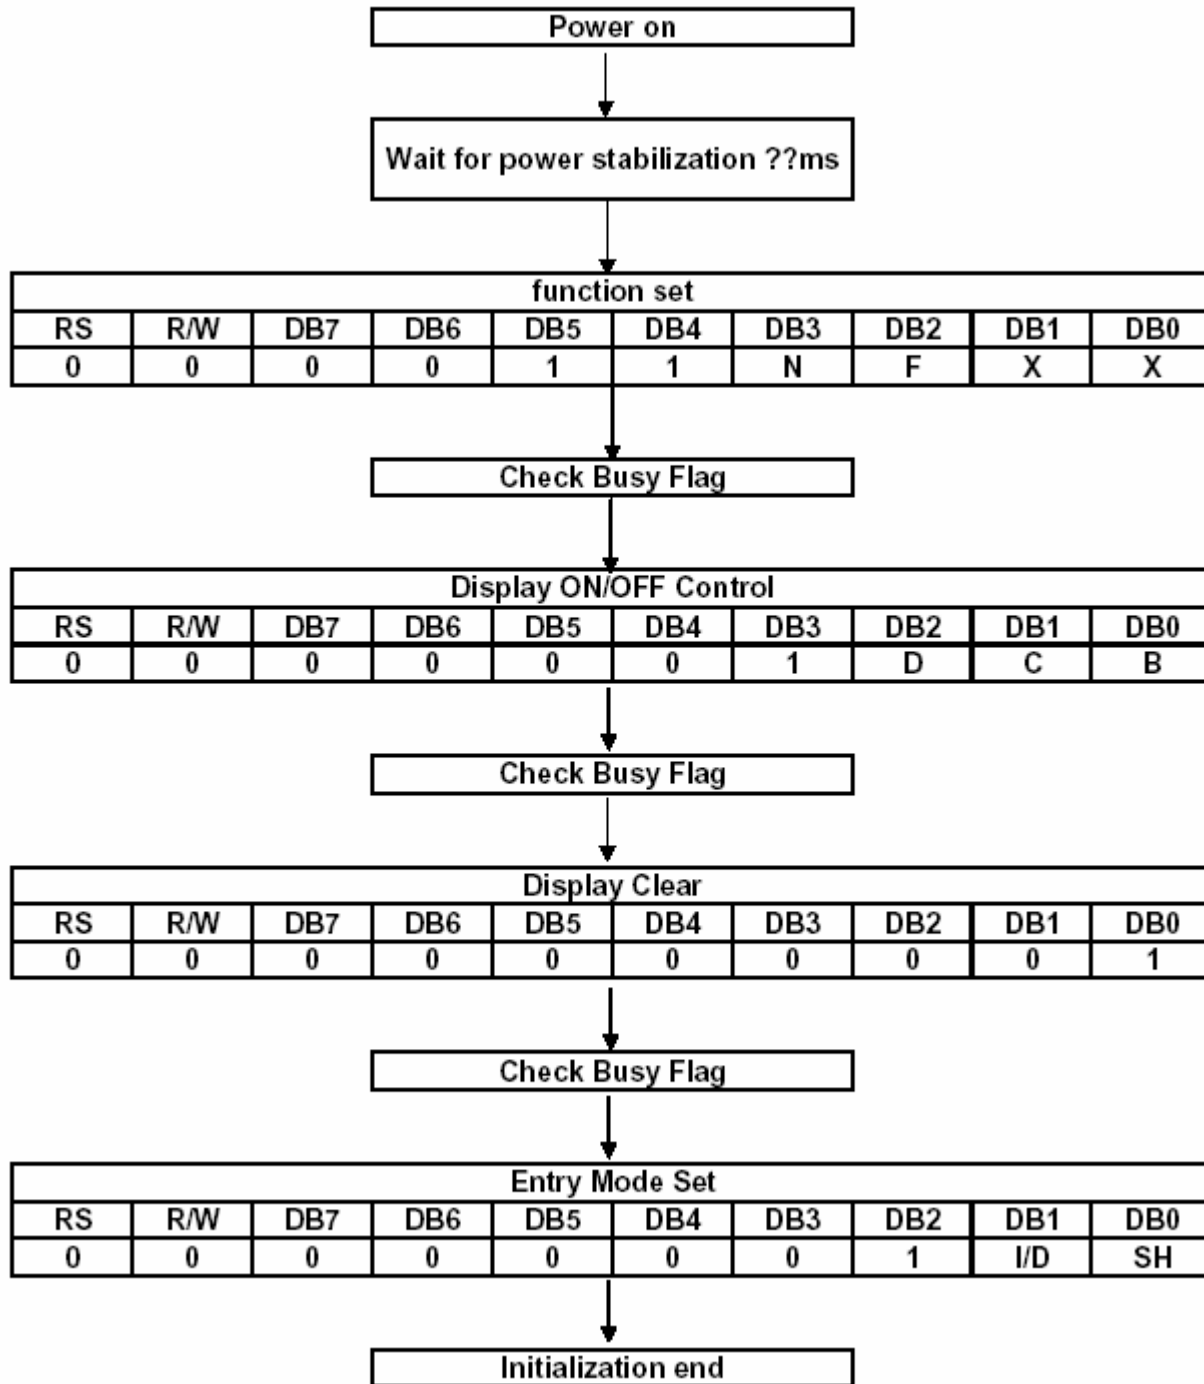 Power on
Wait for power stabilization ??ms
function set
RS R/W DB7 DB6 DB5 DB4 DB3 DB2 DB1 DB0
0 0 0 0 1 1 N F X X
Check Busy Flag
Display ON/OFF Control
RS R/W DB7 DB6 DB5 DB4 DB3 DB2 DB1 DB0
0 0 0 0 0 0 1 D C B
Check Busy Flag
Display Clear
RS R/W DB7 DB6 DB5 DB4 DB3 DB2 DB1 DB0
0 0 0 0 0 0 0 0 0 1
Check Busy Flag
Entry Mode Set
RS R/W DB7 DB6 DB5 DB4 DB3 DB2 DB1 DB0
0 0 0 0 0 0 0 1 I/D SH
Initialization end